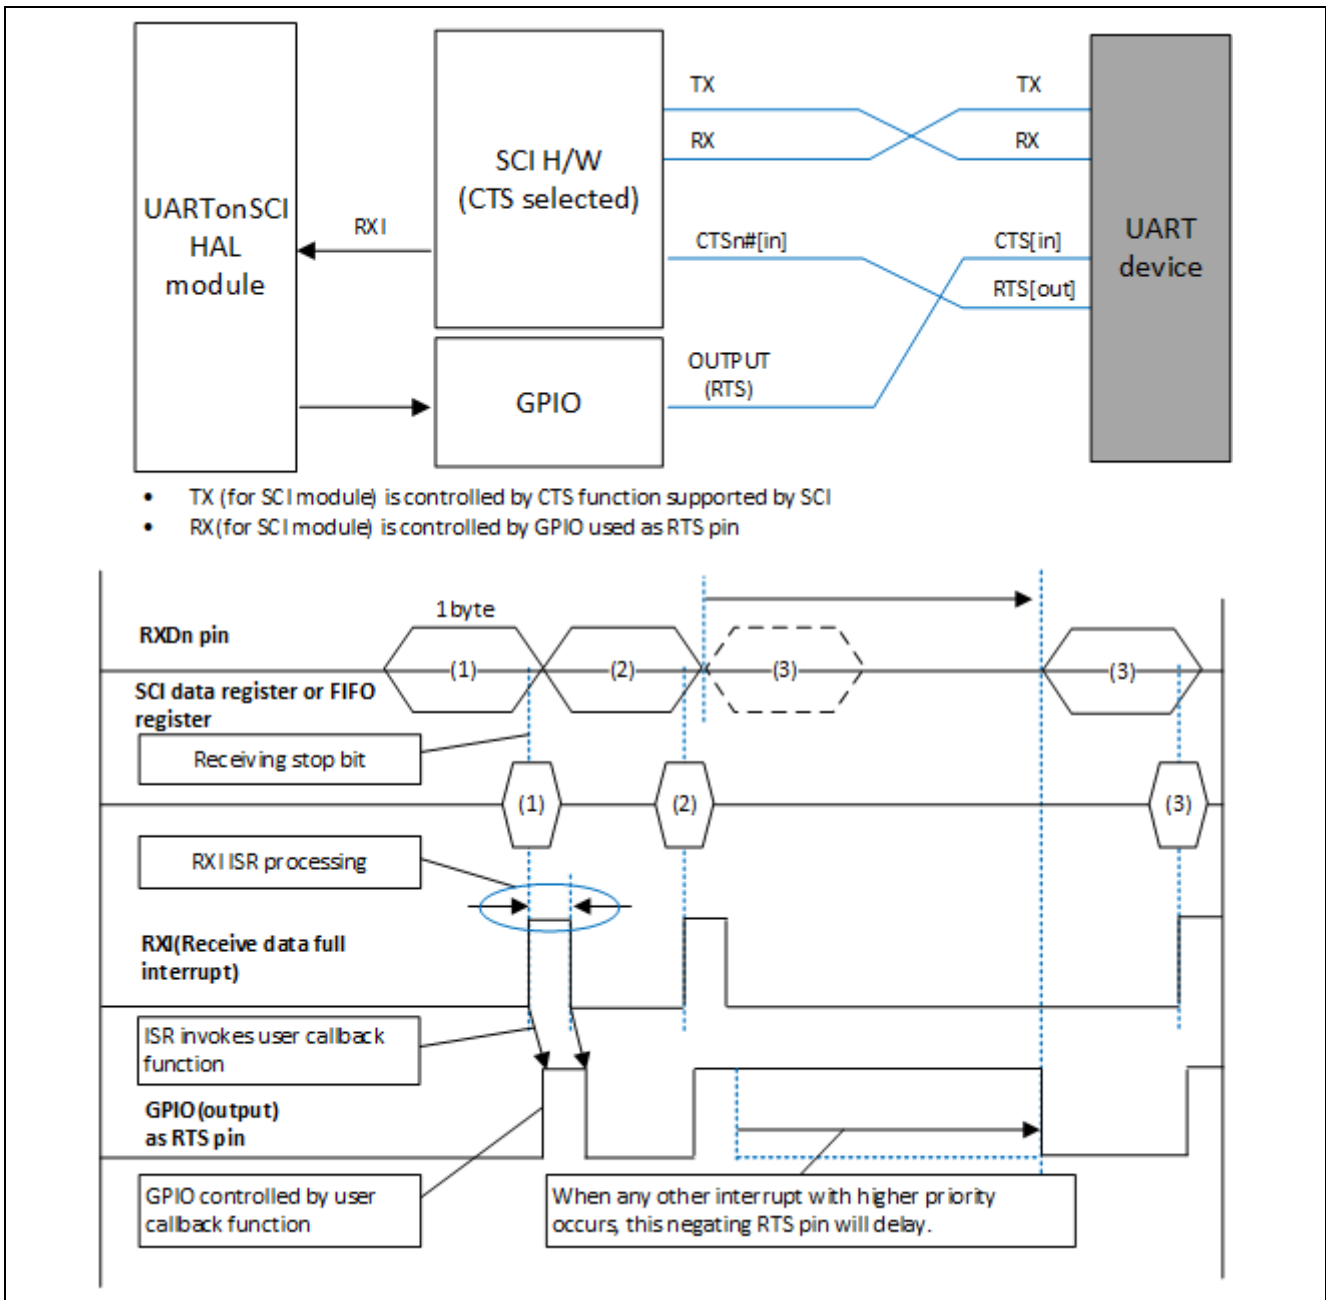 UARTonSCI
HAL
module
RXI
SCI H/W
(CTS selected)
GPIO
TX
RX
CTSn#[in]
OUTPUT
(RTS)
TX
RX
CTS[in]
RTS[out]
UART
device
• TX (for SCI module) is controlled by CTS function supported by SCI
• RX(for SCI module) is controlled by GPIO used as RTS pin
1byte
RXDn pin
(1)
(2)
(3)
(3)
SCI data register or FIFO
register
Receiving stop bit
(1)
(2)
(3)
RXI ISR processing
RXI(Receive data full
interrupt)
ISR invokes user callback
function
GPIO(output)
as RTS pin
GPIO controlled by user
callback function
When any other interrupt with higher priority
occurs, this negating RTS pin will delay.